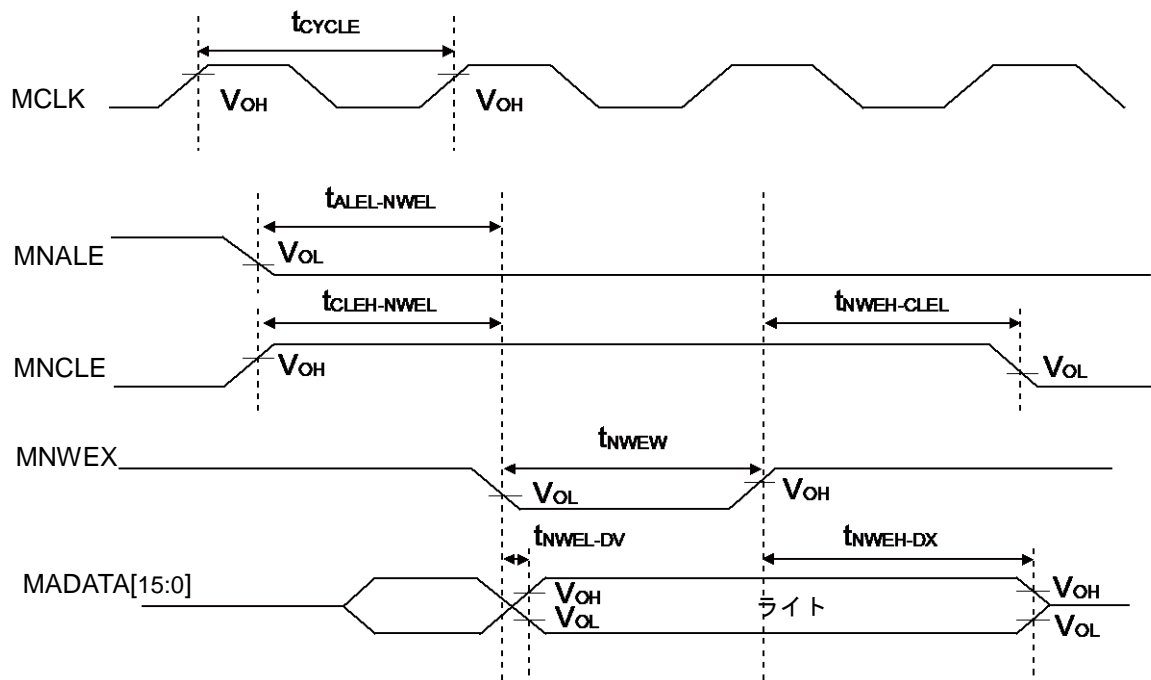 tCYCLE
MCLK
VOH
VOH
tALEL-NWEL
MNALE
VOL
tCLEH-NWEL
tNWEH-CLEL
MNCLE
VOH
VOL
tNWEW
MNWEX
VOL
VOH
tNWEL-DV
tNWEH-DX
MADATA[15:0]
VOH
VOL
ライト
VOH
VOL